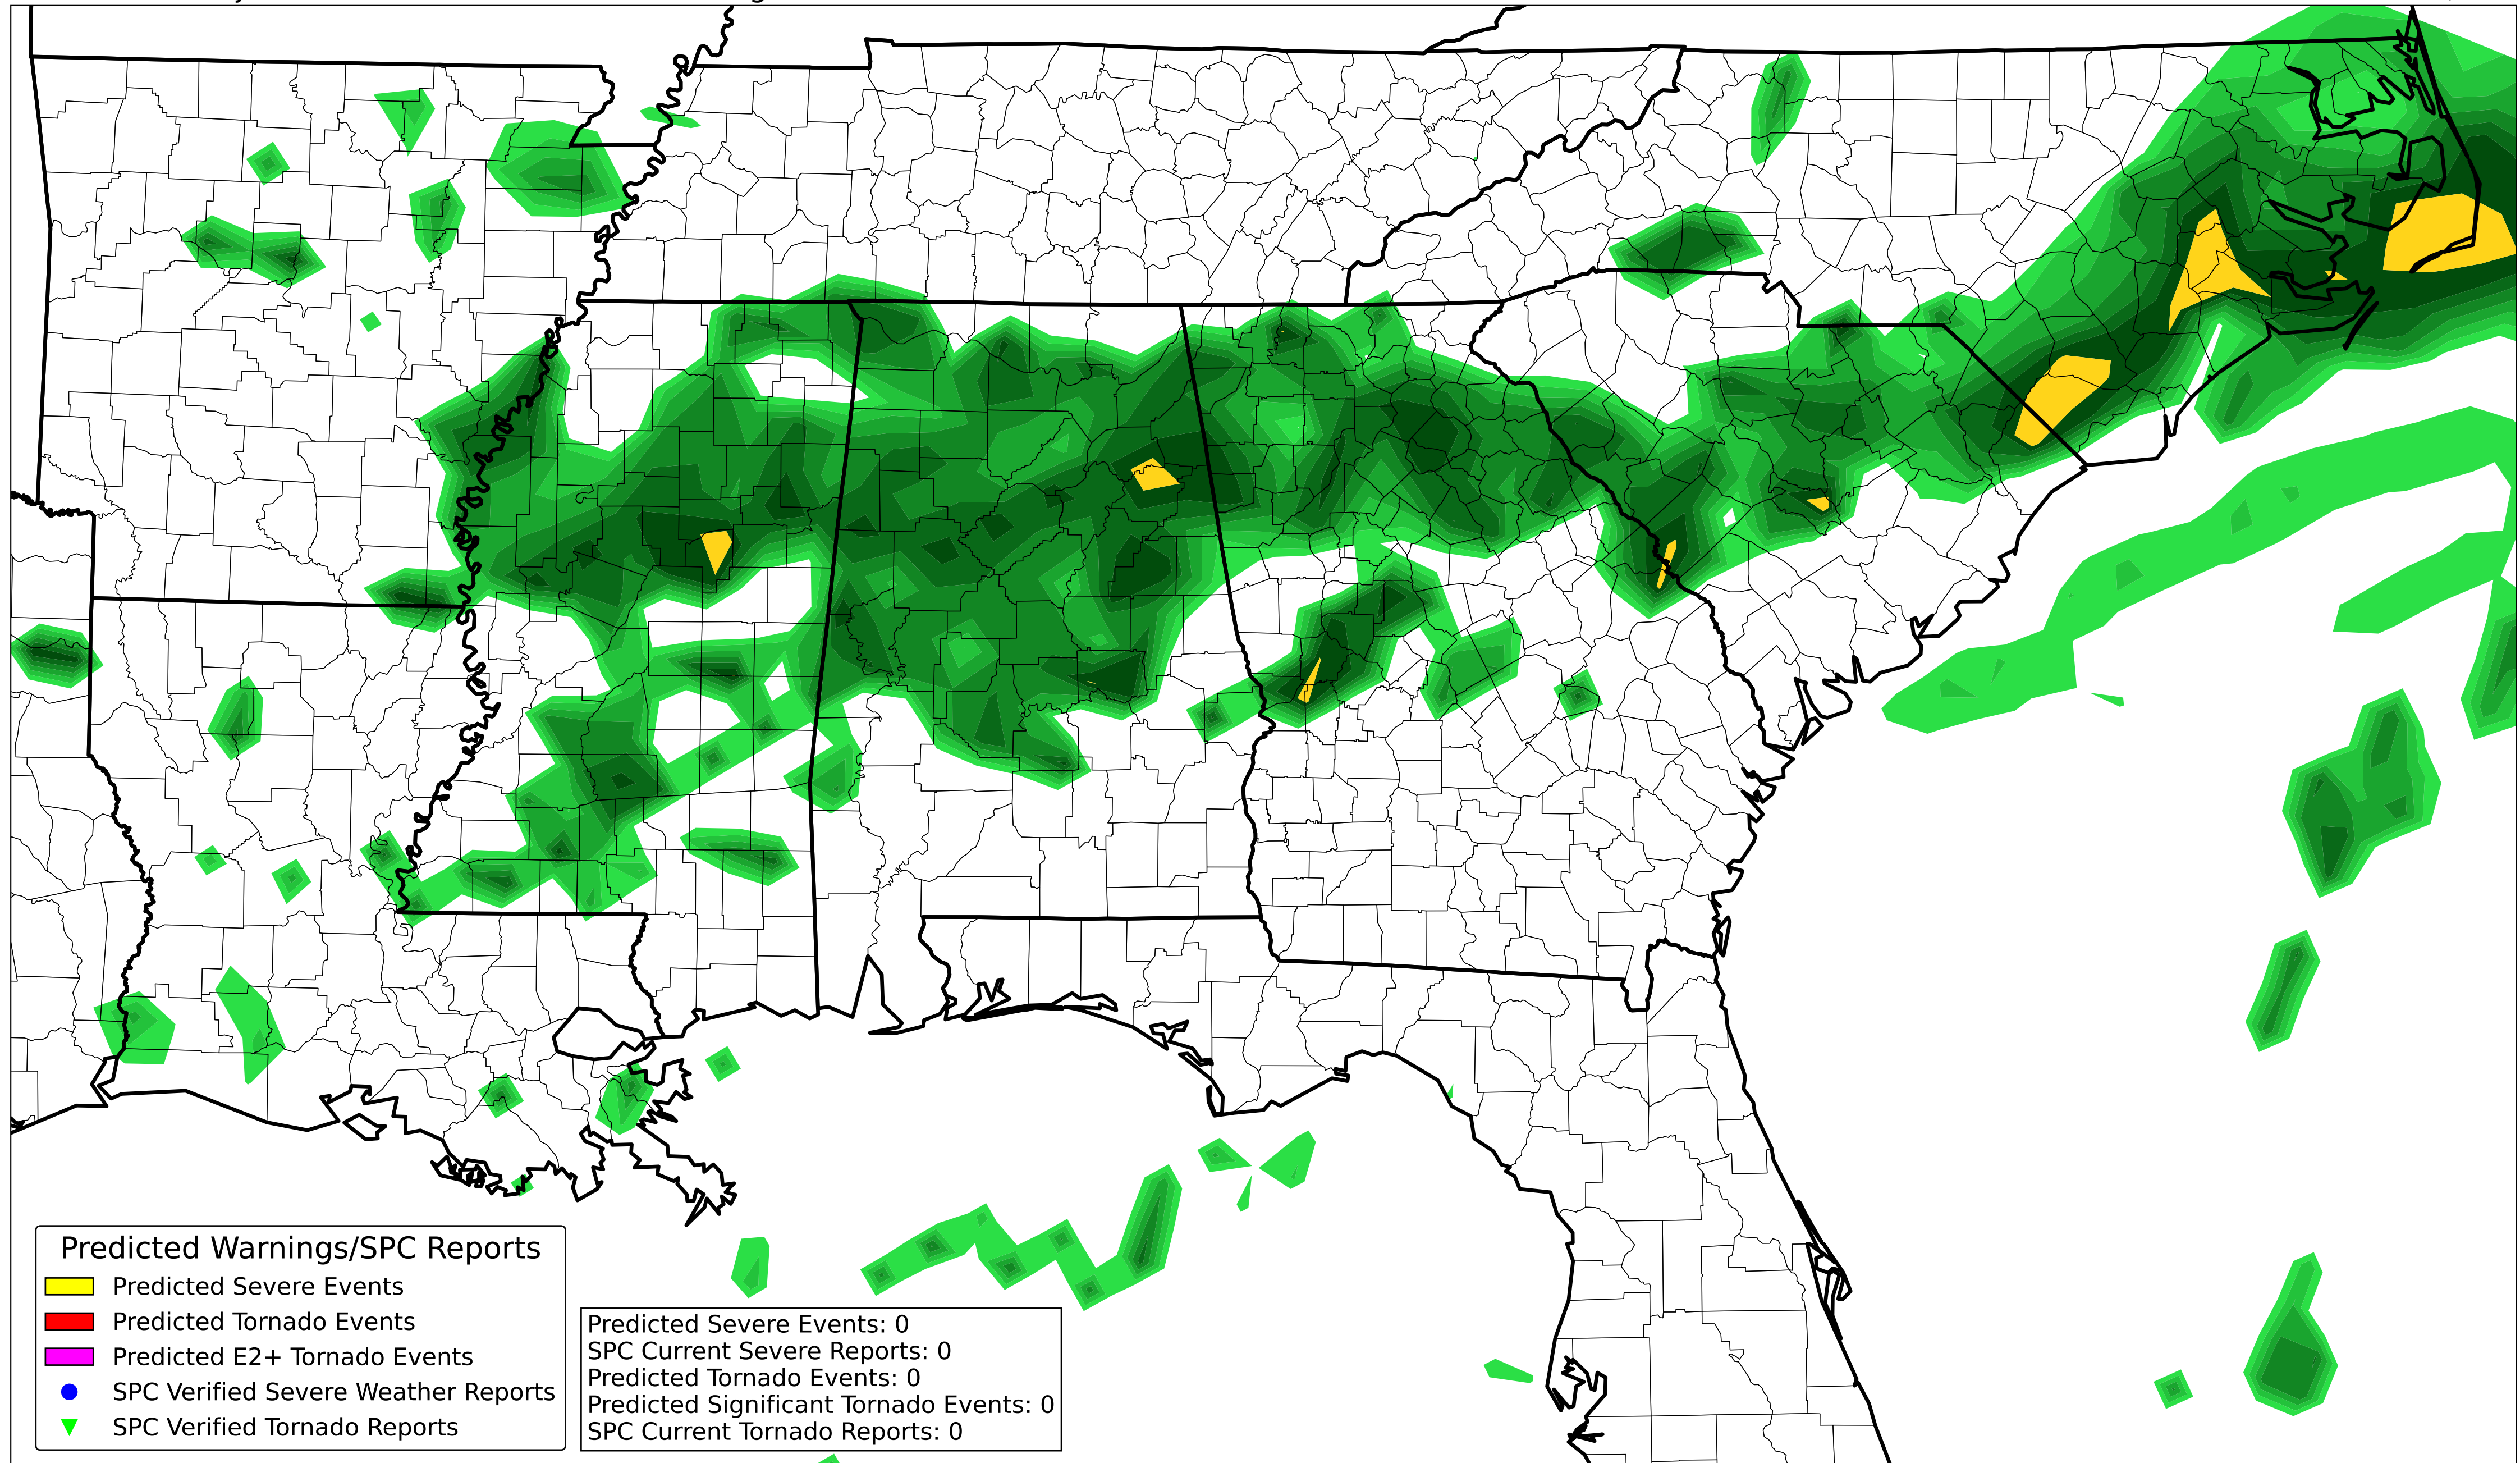 Predicted Warnings/SPC Reports
Predicted Severe Events
Predicted Tornado Events
Predicted E2+ Tornado Events
SPC Verified Severe Weather Reports
SPC Verified Tornado Reports
Predicted Severe Events: 0
SPC Current Severe Reports: 0
Predicted Tornado Events: 0
Predicted Significant Tornado Events: 0
SPC Current Tornado Reports: 0